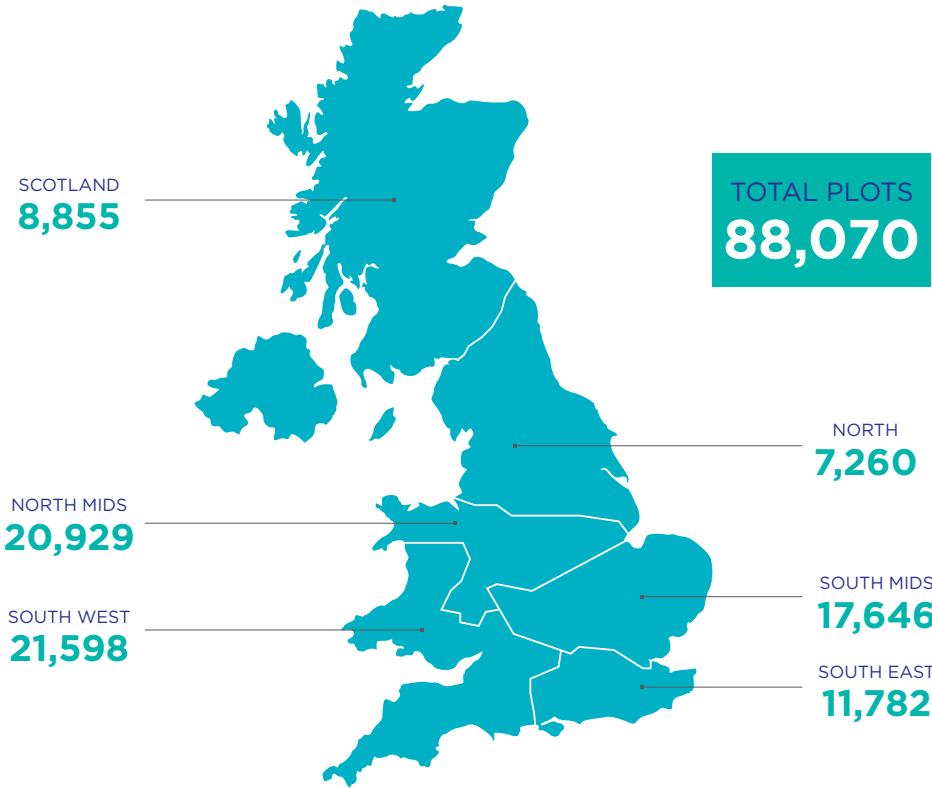 SCOTLAND
8,855
TOTAL PLOTS
88,070
NORTH
7,260
NORTH MIDS
20,929
SOUTH MIDS
17,646
SOUTH WEST
21,598
SOUTH EAST
11,782